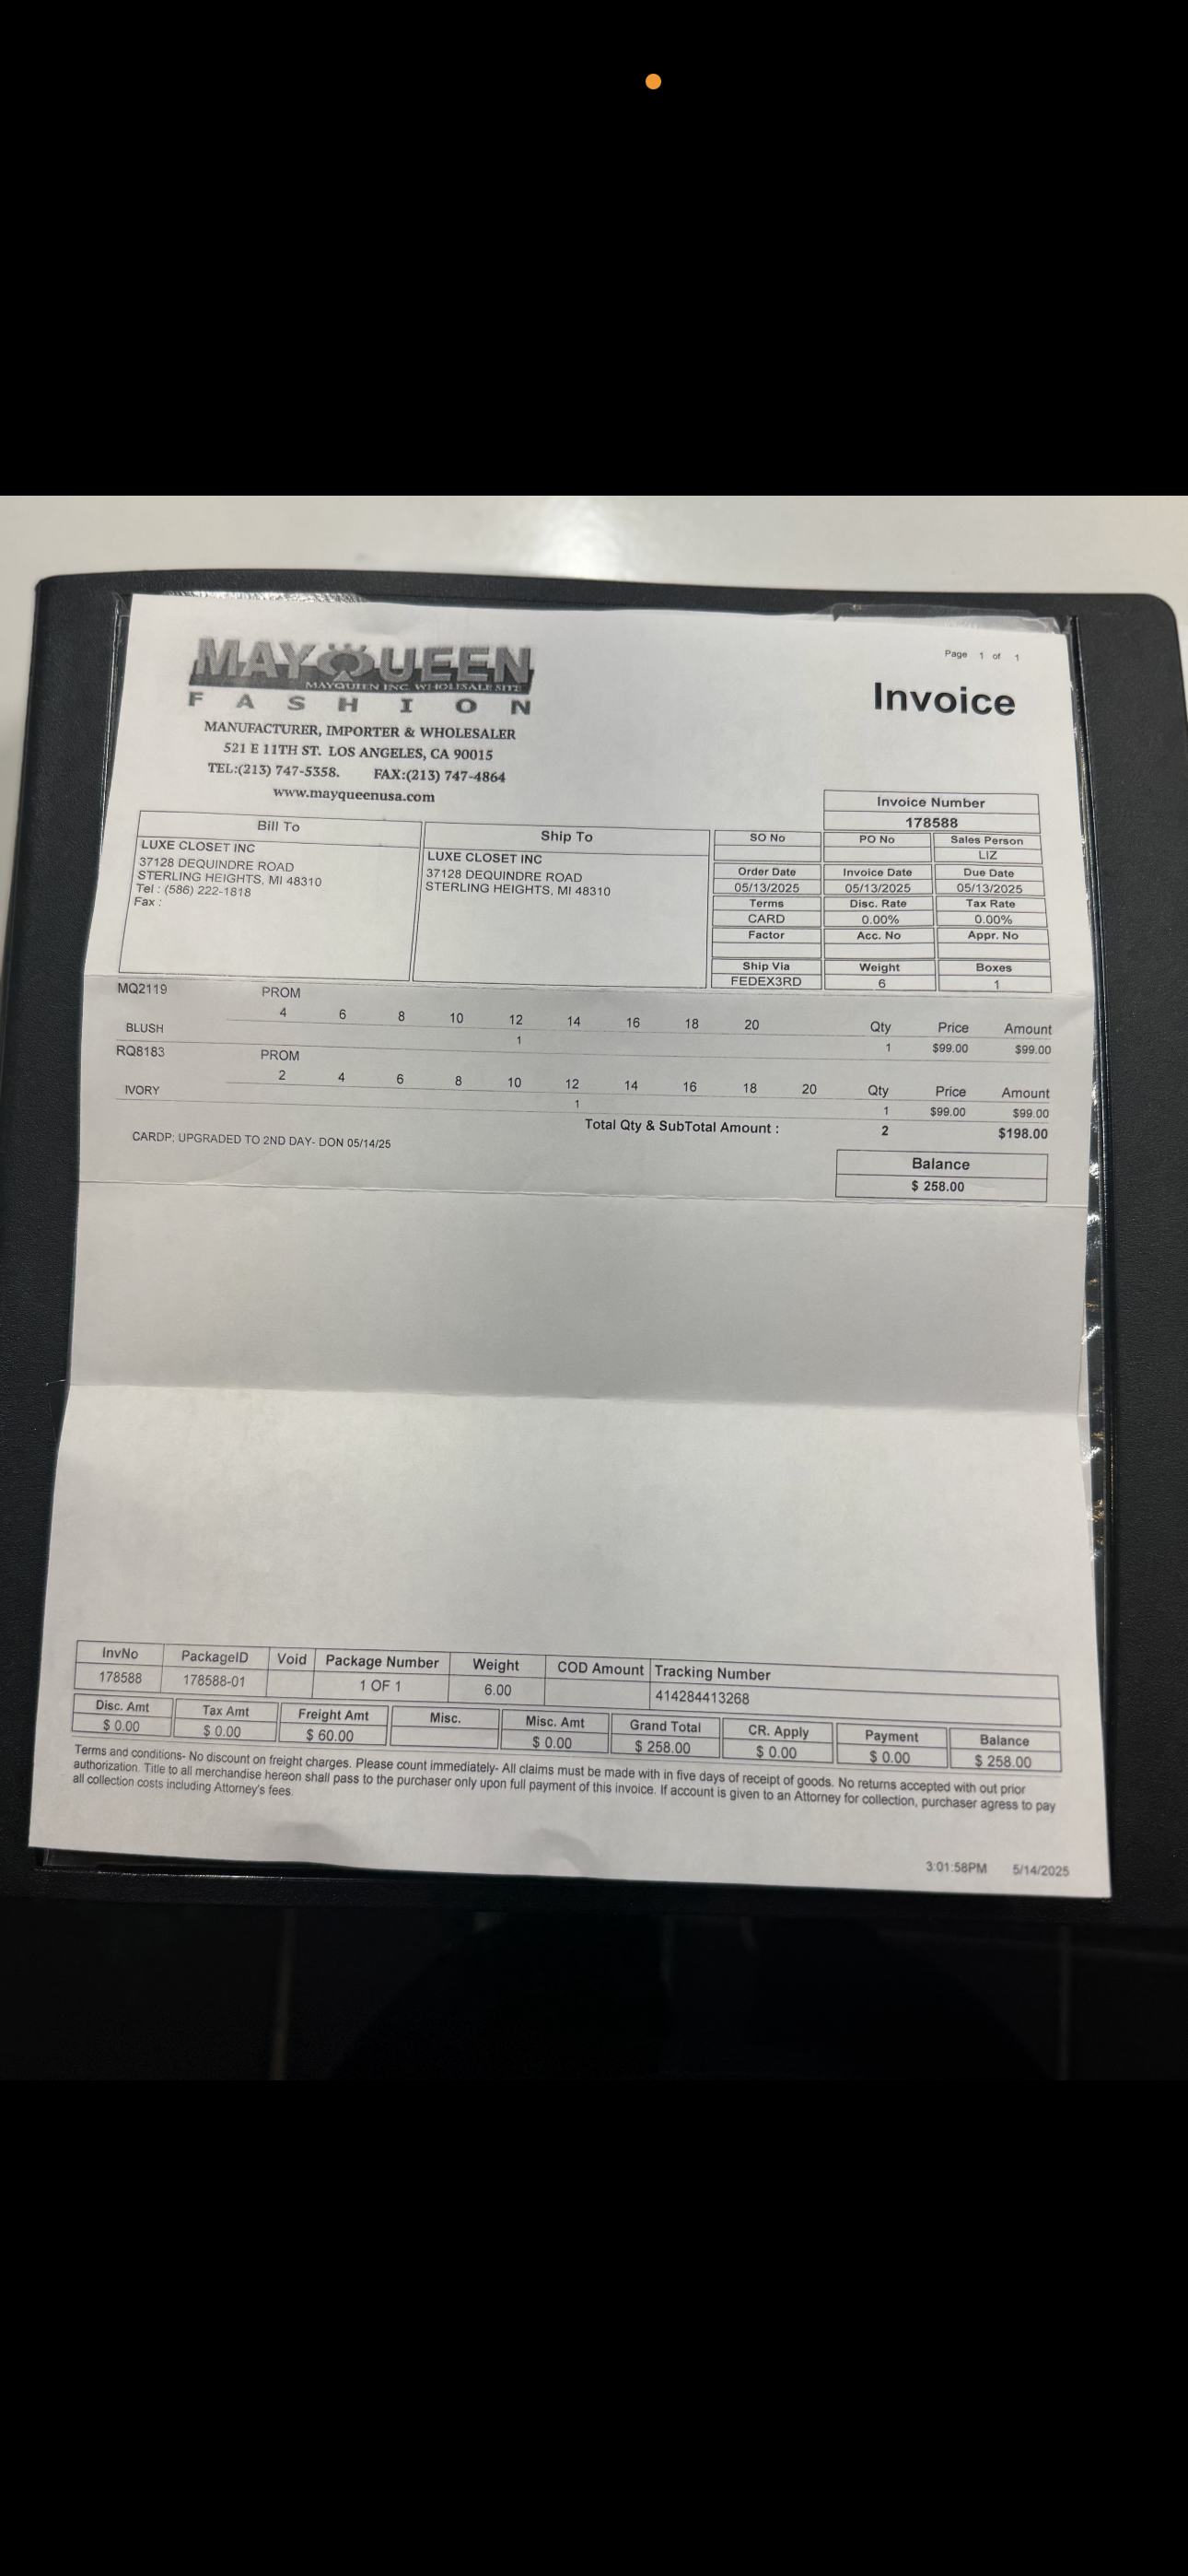 Page 1 of 1
MAYQUEEN
MAYQUEEN INC. WHOLESALE SITE
FASHION
Invoice
MANUFACTURER, IMPORTER & WHOLESALER
521 E 11TH ST. LOS ANGELES, CA 90015
TEL:(213) 747-5358. FAX:(213) 747-4864
www.mayqueenusa.com
Invoice Number
178588
Bill To
LUXE CLOSET INC
37128 DEQUINDRE ROAD
STERLING HEIGHTS, MI 48310
Tel : (586) 222-1818
Fax :
Ship To
LUXE CLOSET INC
37128 DEQUINDRE ROAD
STERLING HEIGHTS, MI 48310
SO No PO No Sales Person
LIZ
Order Date Invoice Date Due Date
05/13/2025 05/13/2025 05/13/2025
Terms Disc. Rate Tax Rate
CARD 0.00% 0.00%
Factor Acc. No Appr. No
Ship Via Weight Boxes
FEDEX3RD 6 1
MQ2119 PROM
4 6 8 10 12 14 16 18 20 Qty Price Amount
BLUSH 1 1 $99.00 $99.00
RQ8183 PROM
2 4 6 8 10 12 14 16 18 20 Qty Price Amount
IVORY 1 1 $99.00 $99.00
Total Qty & SubTotal Amount : 2 $198.00
CARDP; UPGRADED TO 2ND DAY- DON 05/14/25
Balance
$ 258.00
InvNo PackageID Void Package Number Weight COD Amount Tracking Number
178588 178588-01 1 OF 1 6.00 414284413268
Disc. Amt Tax Amt Freight Amt Misc. Misc. Amt Grand Total CR. Apply Payment Balance
$ 0.00 $ 0.00 $ 60.00 $ 0.00 $ 258.00 $ 0.00 $ 0.00 $ 258.00
Terms and conditions- No discount on freight charges. Please count immediately- All claims must be made with in five days of receipt of goods. No returns accepted with out prior
authorization. Title to all merchandise hereon shall pass to the purchaser only upon full payment of this invoice. If account is given to an Attorney for collection, purchaser agress to pay
all collection costs including Attorney's fees.
3:01:58PM 5/14/2025